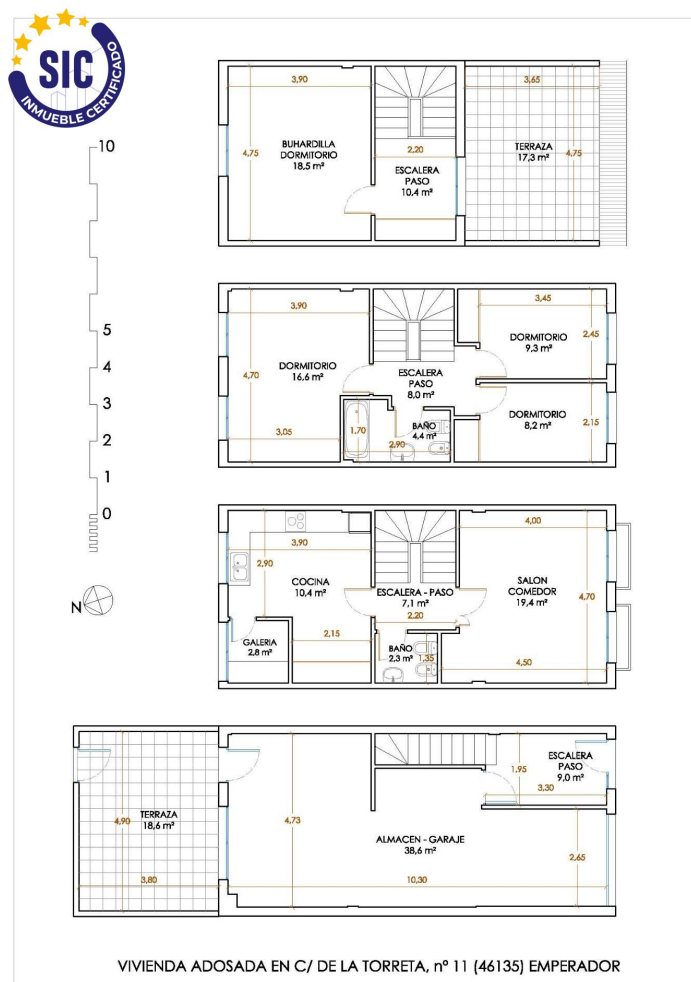 SIC
INMUEBLE CERTIFICADO
10
5
4
3
2
1
0
N
3,90
4,75
BUHARDILLA
DORMITORIO
18,5 m²
2,20
ESCALERA
PASO
10,4 m²
3,65
TERRAZA
17,3 m²
4,75
3,90
4,70
DORMITORIO
16,6 m²
3,05
ESCALERA
PASO
8,0 m²
1,70
BAÑO
4,4 m²
2,90
3,45
DORMITORIO
9,3 m²
2,45
DORMITORIO
8,2 m²
2,15
3,90
2,90
COCINA
10,4 m²
2,15
GALERIA
2,8 m²
ESCALERA - PASO
7,1 m²
2,20
BAÑO
2,3 m²
1,35
4,00
SALON
COMEDOR
19,4 m²
4,70
4,50
TERRAZA
18,6 m²
4,90
3,80
4,73
ALMACEN - GARAJE
38,6 m²
10,30
2,65
1,95
ESCALERA
PASO
9,0 m²
3,30
VIVIENDA ADOSADA EN C/ DE LA TORRETA, nº 11 (46135) EMPERADOR